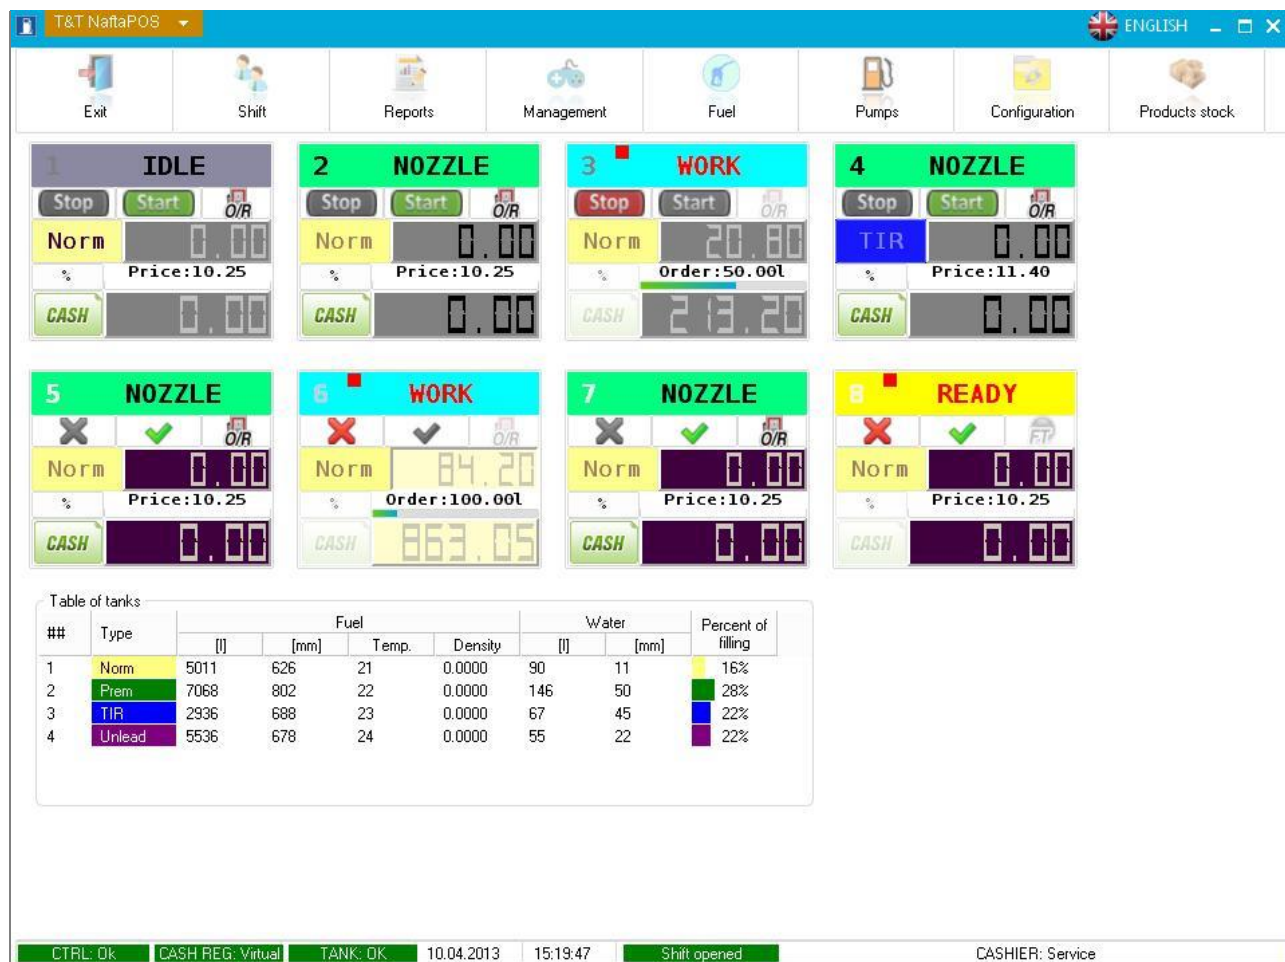 T&T NaftaPOS ENGLISH
Exit Shift Reports Management Fuel Pumps Configuration Products stock
1 IDLE 2 NOZZLE 3 WORK 4 NOZZLE
Stop Start O/R Stop Start O/R Stop Start O/R Stop Start O/R
Norm 0.00 Norm 0.00 Norm 20.80 TIR 0.00
% Price:10.25 % Price:10.25 % Order:50.00l % Price:11.40
CASH 0.00 CASH 0.00 CASH 213.20 CASH 0.00
5 NOZZLE 6 WORK 7 NOZZLE 8 READY
O/R O/R O/R F.T
Norm 0.00 Norm 84.20 Norm 0.00 Norm 0.00
% Price:10.25 % Order:100.00l % Price:10.25 % Price:10.25
CASH 0.00 CASH 863.05 CASH 0.00 CASH 0.00
Table of tanks
## Type Fuel Water Percent of filling
[l] [mm] Temp. Density [l] [mm]
1 Norm 5011 626 21 0.0000 90 11 16%
2 Prem 7068 802 22 0.0000 146 50 28%
3 TIR 2936 688 23 0.0000 67 45 22%
4 Unlead 5536 678 24 0.0000 55 22 22%
CTRL: Ok CASH REG: Virtual TANK: OK 10.04.2013 15:19:47 Shift opened CASHIER: Service